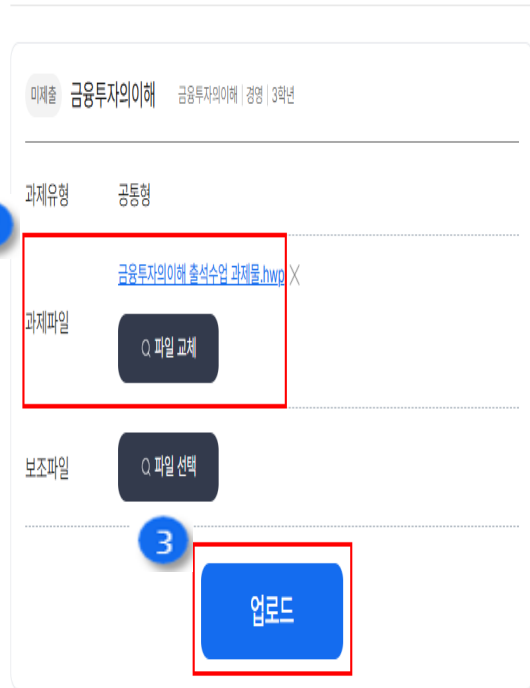 미제출 금융투자의이해 금융투자의이해 | 경영 | 3학년
과제유형 공동형
금융투자의이해 출석수업 과제물.hwp
과제파일
파일 교체
보조파일 파일 선택
3
업로드